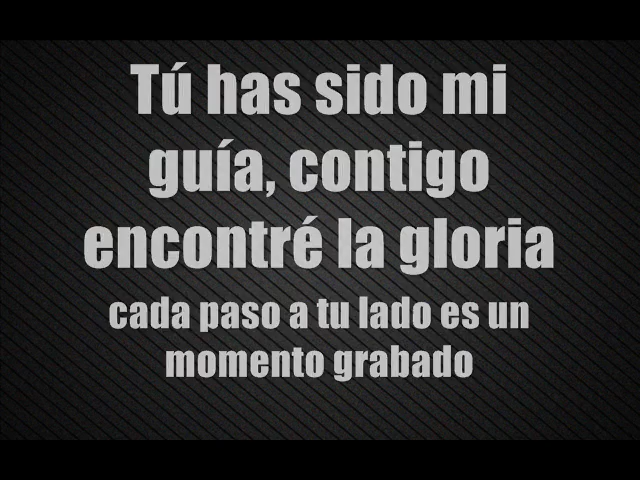 Tú has sido mi
guía, contigo
encontré la gloria
cada paso a tu lado es un
momento grabado